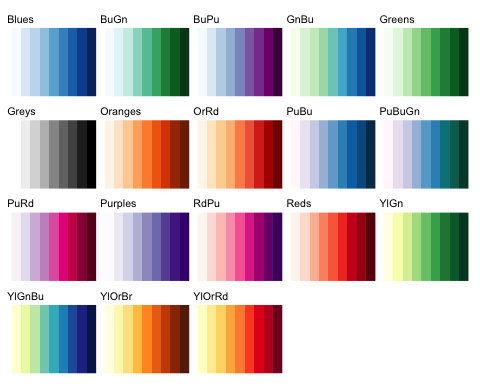 Blues BuGn BuPu GnBu Greens
Greys Oranges OrRd PuBu PuBuGn
PuRd Purples RdPu Reds YlGn
YlGnBu YlOrBr YlOrRd